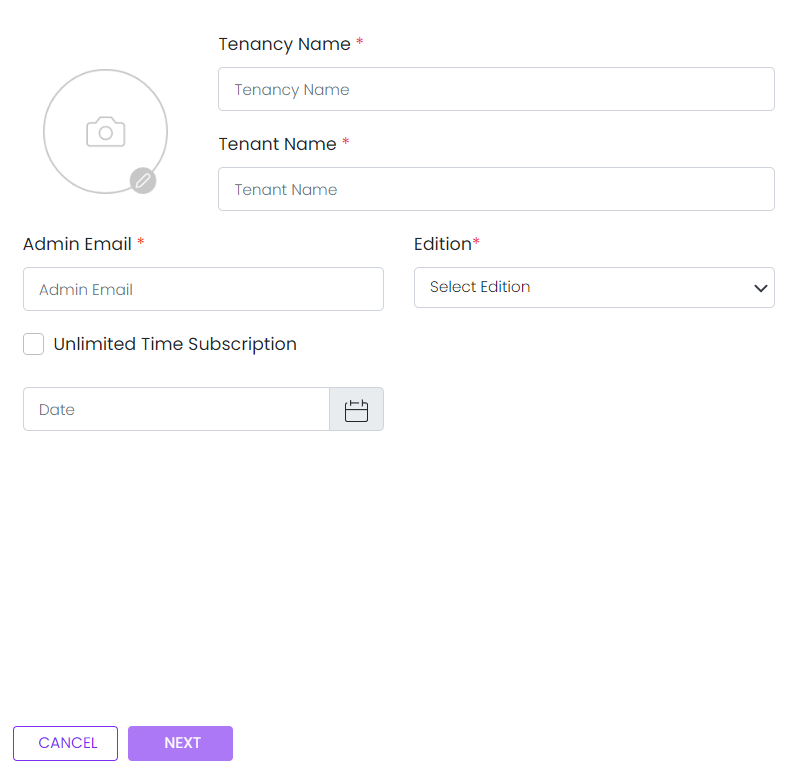 Tenancy Name *
Tenancy Name
Tenant Name *
Tenant Name
Admin Email *
Admin Email
Edition*
Select Edition
Unlimited Time Subscription
Date
CANCEL
NEXT